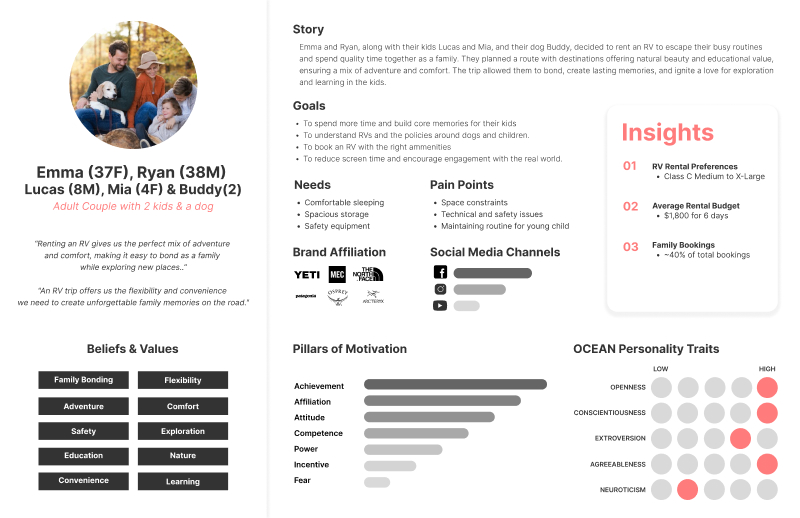 Emma (37F), Ryan (38M)
Lucas (8M), Mia (4F) & Buddy(2)
Adult Couple with 2 kids & a dog
"Renting an RV gives us the perfect mix of adventure
and comfort, making it easy to bond as a family
while exploring new places.."
"An RV trip offers us the flexibility and convenience
we need to create unforgettable family memories on the road."
Beliefs & Values
Family Bonding
Flexibility
Adventure
Comfort
Safety
Exploration
Education
Nature
Convenience
Learning
Story
Emma and Ryan, along with their kids Lucas and Mia, and their dog Buddy, decided to rent an RV to escape their busy routines
and spend quality time together as a family. They planned a route with destinations offering natural beauty and educational value,
ensuring a mix of adventure and comfort. The trip allowed them to bond, create lasting memories, and ignite a love for exploration
and learning in the kids.
Goals
• To spend more time and build core memories for their kids
• To understand RVs and the policies around dogs and children.
• To book an RV with the right ammenities
• To reduce screen time and encourage engagement with the real world.
Needs
• Comfortable sleeping
• Spacious storage
• Safety equipment
Pain Points
• Space constraints
• Technical and safety issues
• Maintaining routine for young child
Brand Affiliation
YETI
MEC
THE NORTH FACE
patagonia
OSPREY
ARC'TERYX
Social Media Channels
Insights
01 RV Rental Preferences
• Class C Medium to X-Large
02 Average Rental Budget
• $1,800 for 6 days
03 Family Bookings
• ~40% of total bookings
Pillars of Motivation
Achievement
Affiliation
Attitude
Competence
Power
Incentive
Fear
OCEAN Personality Traits
LOW HIGH
OPENNESS
CONSCIENTIOUSNESS
EXTROVERSION
AGREEABLENESS
NEUROTICISM